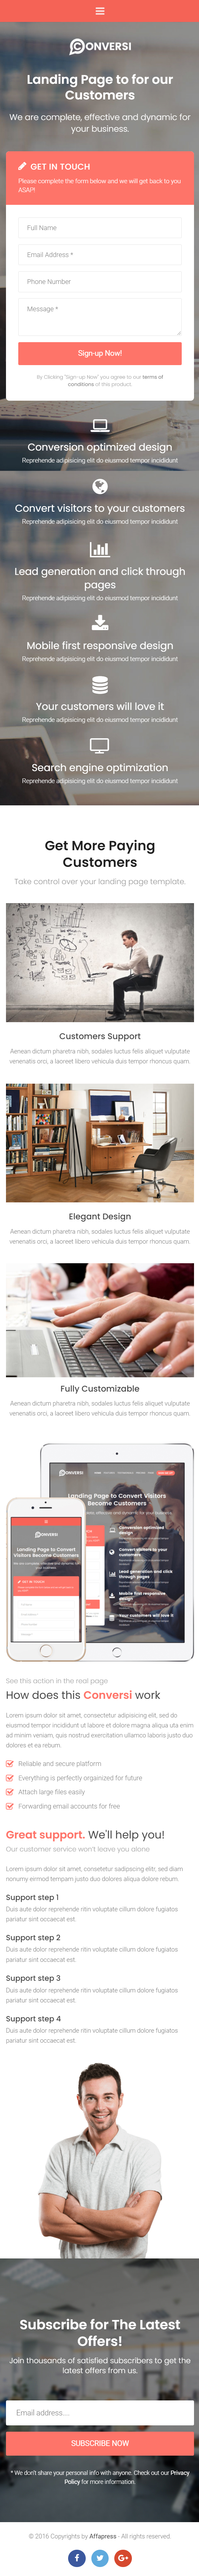 CONVERSI
Landing Page to for our
Customers
We are complete, effective and dynamic for
your business.
GET IN TOUCH
Please complete the form below and we will get back to you
ASAP!
Full Name
Email Address *
Phone Number
Message *
Sign-up Now!
By Clicking "Sign-up Now" you agree to our terms of
conditions of this product.
Conversion optimized design
Reprehende adipisicing elit do eiusmod tempor incididunt
Convert visitors to your customers
Reprehende adipisicing elit do eiusmod tempor incididunt
Lead generation and click through
pages
Reprehende adipisicing elit do eiusmod tempor incididunt
Mobile first responsive design
Reprehende adipisicing elit do eiusmod tempor incididunt
Your customers will love it
Reprehende adipisicing elit do eiusmod tempor incididunt
Search engine optimization
Reprehende adipisicing elit do eiusmod tempor incididunt
Get More Paying
Customers
Take control over your landing page template.
Customers Support
Aenean dictum pharetra nibh, sodales luctus felis aliquet vulputate
venenatis orci, a laoreet libero vehicula duis tempor rhoncus quam.
Elegant Design
Aenean dictum pharetra nibh, sodales luctus felis aliquet vulputate
venenatis orci, a laoreet libero vehicula duis tempor rhoncus quam.
Fully Customizable
Aenean dictum pharetra nibh, sodales luctus felis aliquet vulputate
venenatis orci, a laoreet libero vehicula duis tempor rhoncus quam.
CONVERSI
Landing Page to Convert Visitors
Become Customers
Conversion optimized
design
Convert visitors to your
customers
Lead generation and click
through pages
Mobile first responsive
design
Your customers will love it
CONVERSI
Landing Page to Convert
Visitors Become Customers
See this action in the real page
How does this Conversi work
Lorem ipsum dolor sit amet, consectetur adipisicing elit, sed do
eiusmod tempor incididunt ut labore et dolore magna aliqua uta enim
ad minim veniam, quis nostrud exercitation ullamco laboris justo duo
dolores et ea rebum.
Reliable and secure platform
Everything is perfectly orgainized for future
Attach large files easily
Forwarding email accounts for free
Great support. We'll help you!
Our customer service won't leave you alone
Lorem ipsum dolor sit amet, consetetur sadipscing elitr, sed diam
nonumy eirmod tempam justo duo dolores aliqua dolore rebum.
Support step 1
Duis aute dolor reprehende ritin voluptate cillum dolore fugiatos
pariatur sint occaecat est.
Support step 2
Duis aute dolor reprehende ritin voluptate cillum dolore fugiatos
pariatur sint occaecat est.
Support step 3
Duis aute dolor reprehende ritin voluptate cillum dolore fugiatos
pariatur sint occaecat est.
Support step 4
Duis aute dolor reprehende ritin voluptate cillum dolore fugiatos
pariatur sint occaecat est.
Subscribe for The Latest
Offers!
Join thousands of satisfied subscribers to get the
latest offers from us.
Email address...
SUBSCRIBE NOW
* We don't share your personal info with anyone. Check out our Privacy
Policy for more information.
© 2016 Copyrights by Affapress - All rights reserved.